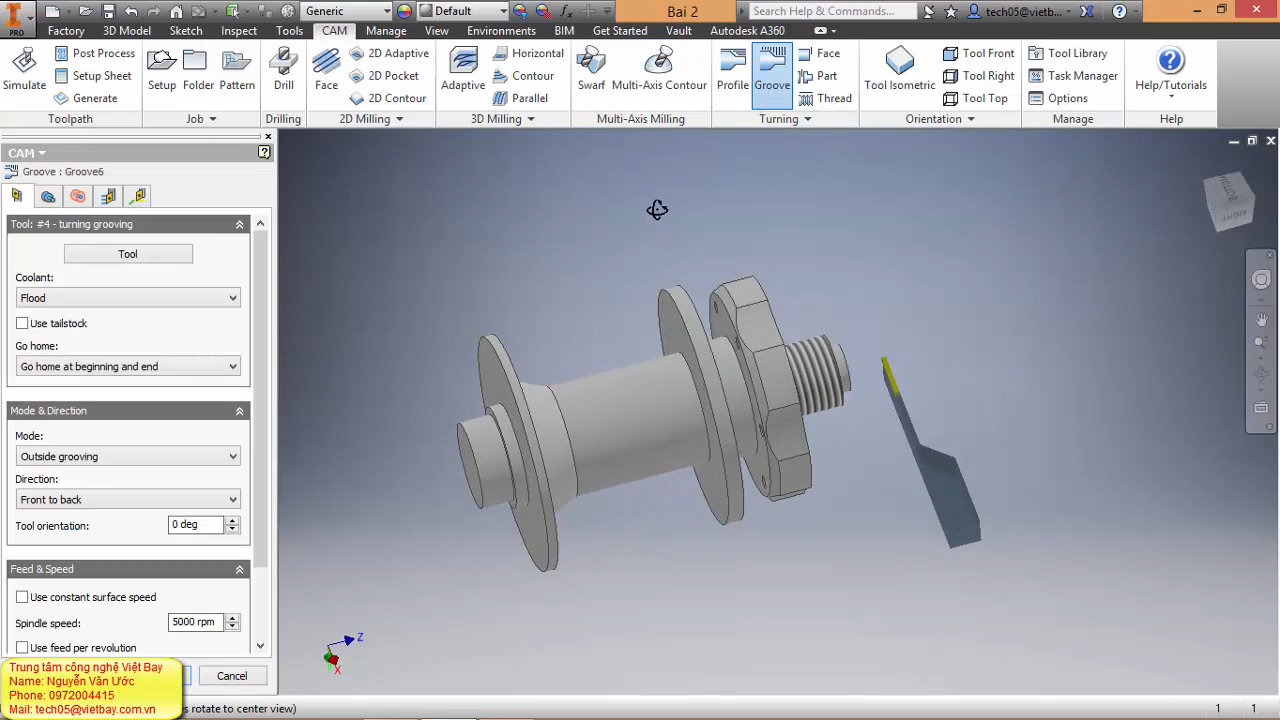 Generic
Default
Bai 2
Search Help & Commands...
tech05@vietb...
PRO
Factory 3D Model Sketch Inspect Tools CAM Manage View Environments BIM Get Started Vault Autodesk A360
Simulate
Post Process
Setup Sheet
Generate
Toolpath
Setup
Folder
Pattern
Job
Drill
Drilling
Face
2D Adaptive
2D Pocket
2D Contour
2D Milling
Adaptive
Horizontal
Contour
Parallel
3D Milling
Swarf
Multi-Axis Contour
Multi-Axis Milling
Profile
Groove
Face
Part
Thread
Turning
Tool Isometric
Tool Front
Tool Right
Tool Top
Orientation
Tool Library
Task Manager
Options
Manage
Help/Tutorials
Help
CAM
Groove : Groove6
Tool: #4 - turning grooving
Tool
Coolant:
Flood
Use tailstock
Go home:
Go home at beginning and end
Mode & Direction
Mode:
Outside grooving
Direction:
Front to back
Tool orientation: 0 deg
Feed & Speed
Use constant surface speed
Spindle speed: 5000 rpm
Use feed per revolution
Cancel
Trung tâm công nghệ Việt Bay
Name: Nguyễn Văn Ước
Phone: 0972004415
Mail: tech05@vietbay.com.vn
s rotate to center view)
1 1
BOTTOM
RIGHT
Z
X